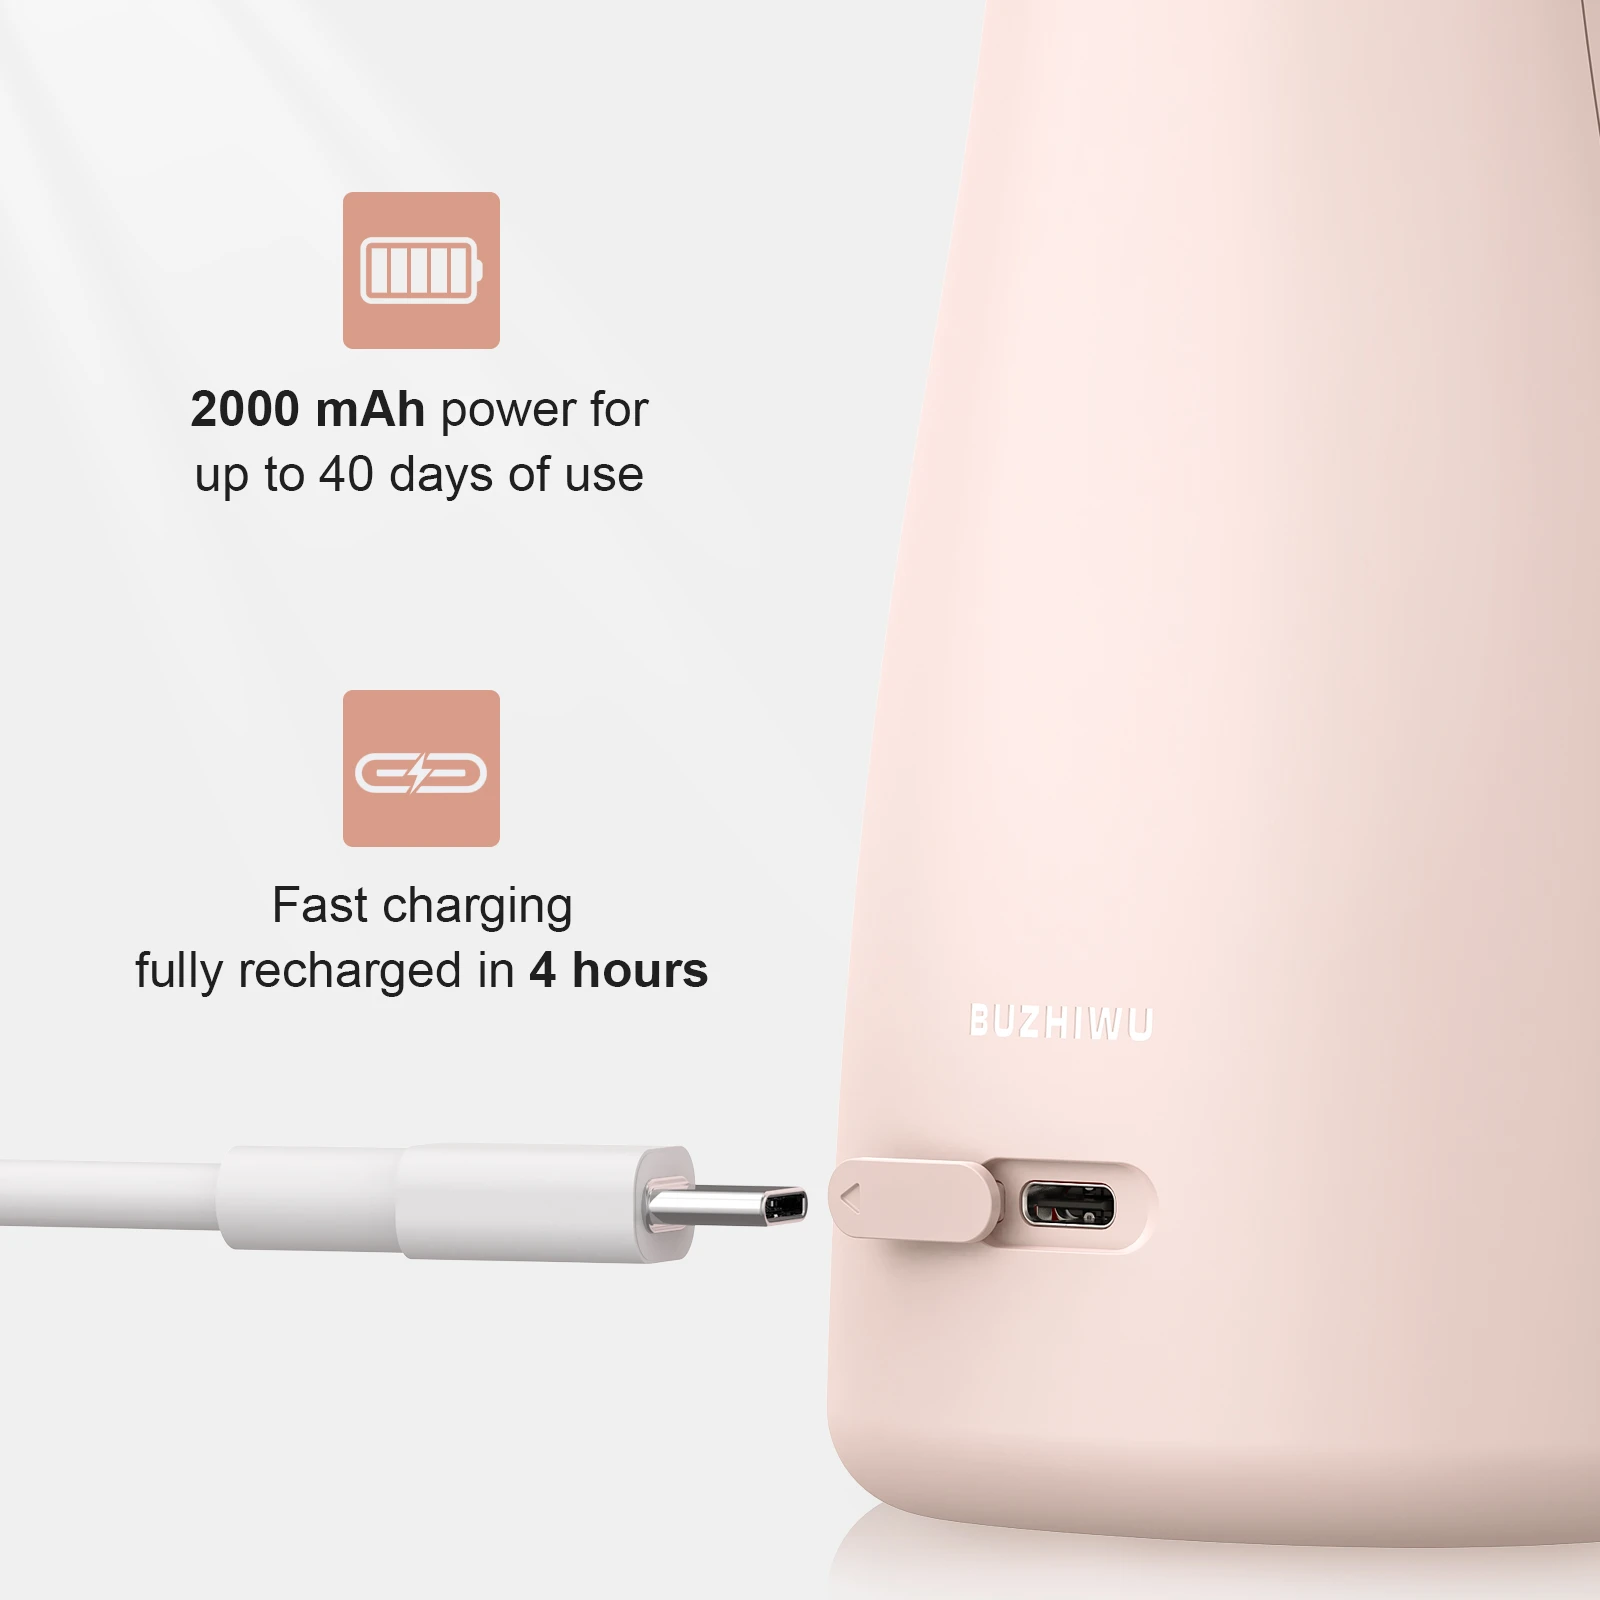 2000 mAh power for
up to 40 days of use
Fast charging
fully recharged in 4 hours
BUZHIWU